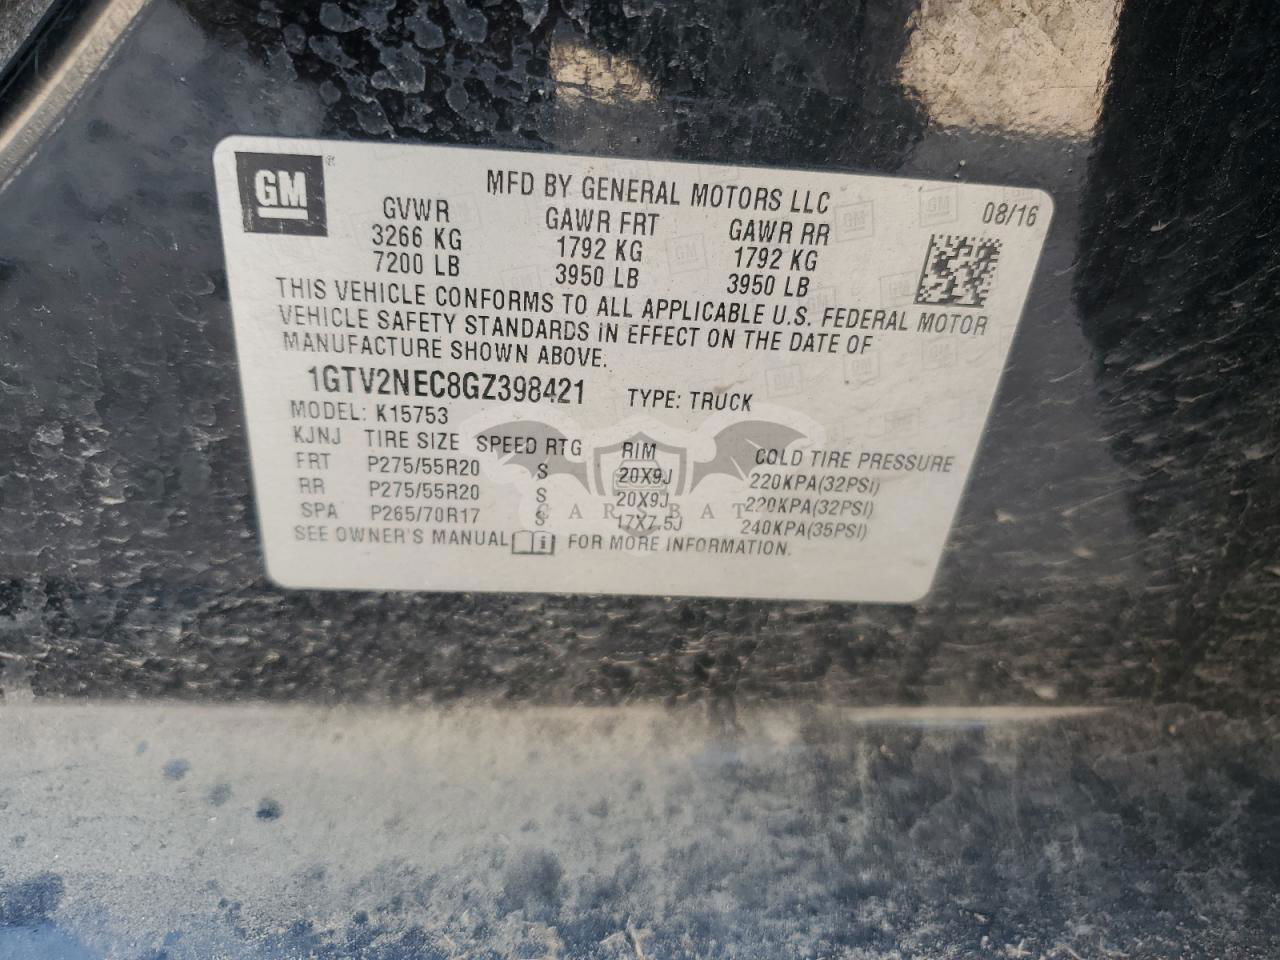 GM ®
MFD BY GENERAL MOTORS LLC
08/16
GVWR GAWR FRT GAWR RR
3266 KG 1792 KG 1792 KG
7200 LB 3950 LB 3950 LB
THIS VEHICLE CONFORMS TO ALL APPLICABLE U.S. FEDERAL MOTOR
VEHICLE SAFETY STANDARDS IN EFFECT ON THE DATE OF
MANUFACTURE SHOWN ABOVE.
1GTV2NEC8GZ398421 TYPE: TRUCK
MODEL: K15753
KJNJ TIRE SIZE SPEED RTG RIM COLD TIRE PRESSURE
FRT P275/55R20 S 20X9J 220KPA(32PSI)
RR P275/55R20 S 20X9J 220KPA(32PSI)
SPA P265/70R17 S 17X7.5J 240KPA(35PSI)
CARSBAT
SEE OWNER'S MANUAL i FOR MORE INFORMATION.